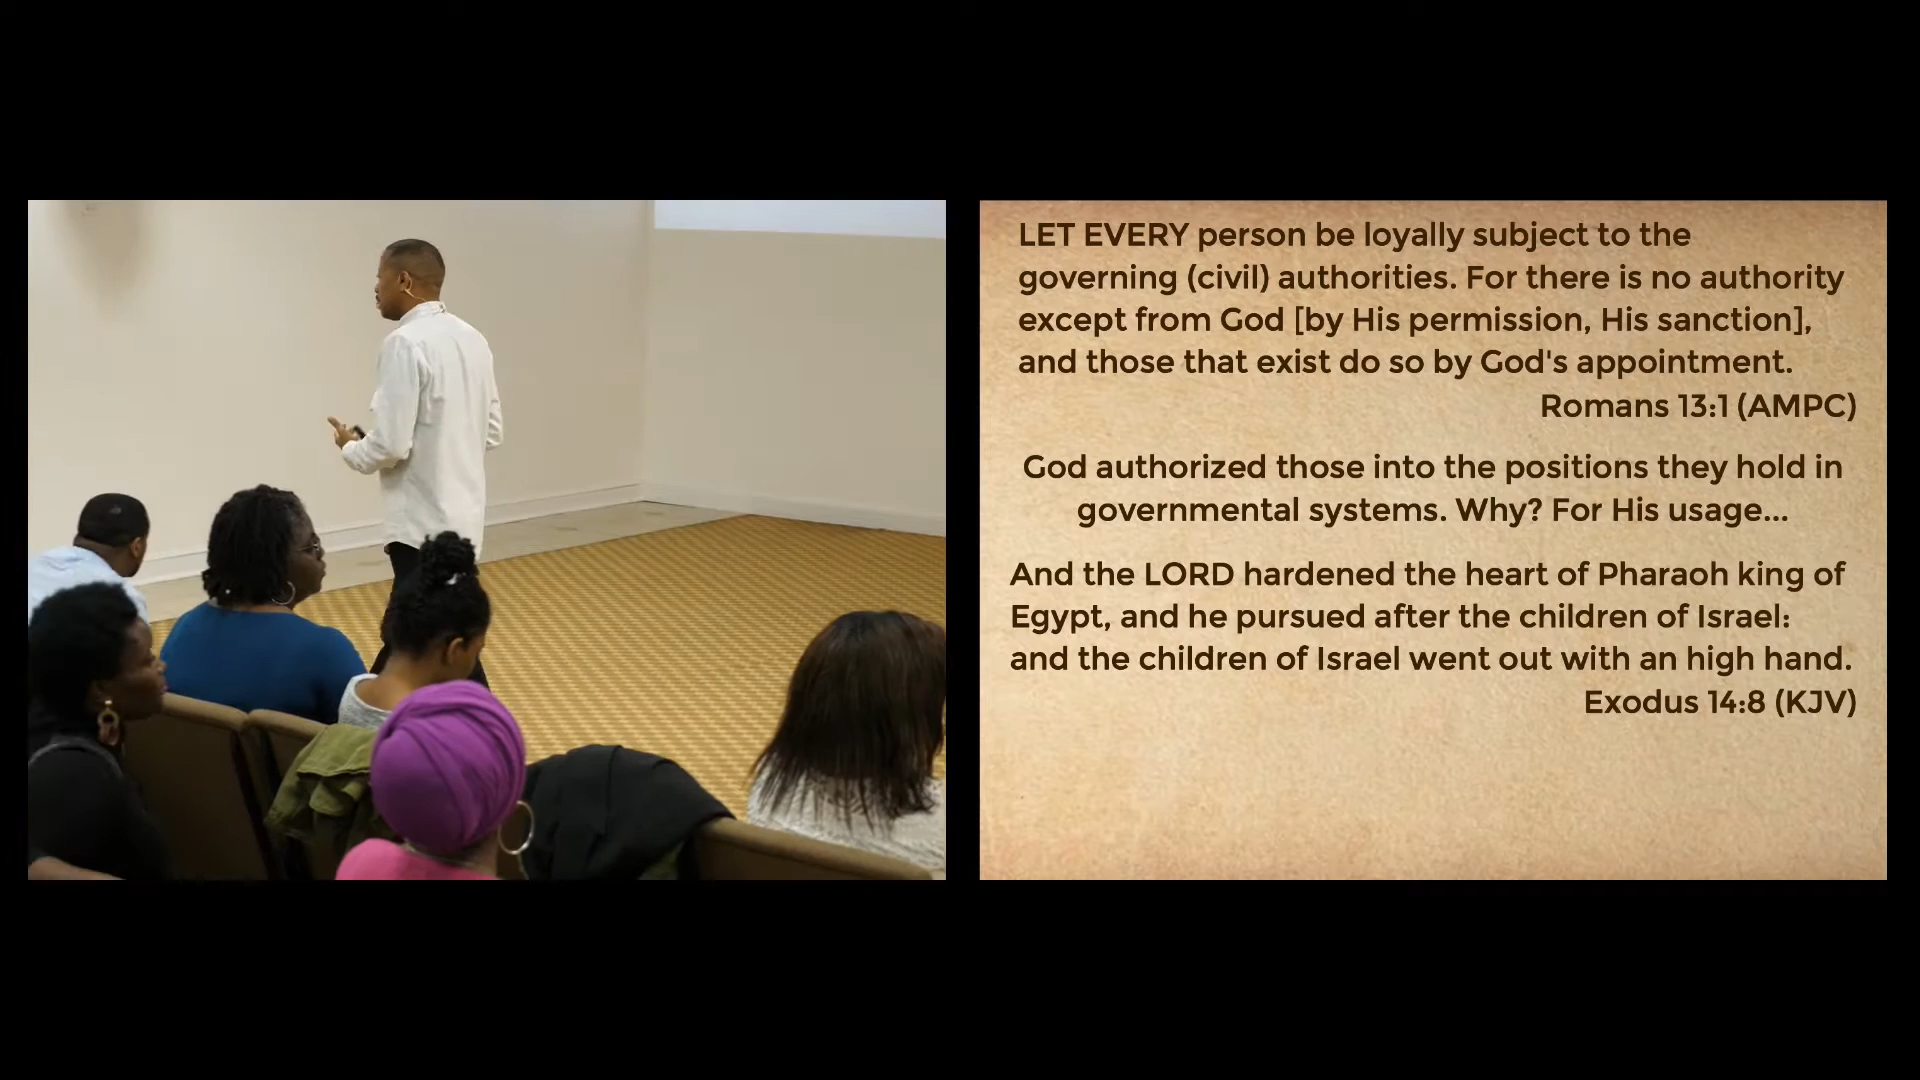 LET EVERY person be loyally subject to the
governing (civil) authorities. For there is no authority
except from God [by His permission, His sanction],
and those that exist do so by God's appointment.
Romans 13:1 (AMPC)
God authorized those into the positions they hold in
governmental systems. Why? For His usage...
And the LORD hardened the heart of Pharaoh king of
Egypt, and he pursued after the children of Israel:
and the children of Israel went out with an high hand.
Exodus 14:8 (KJV)